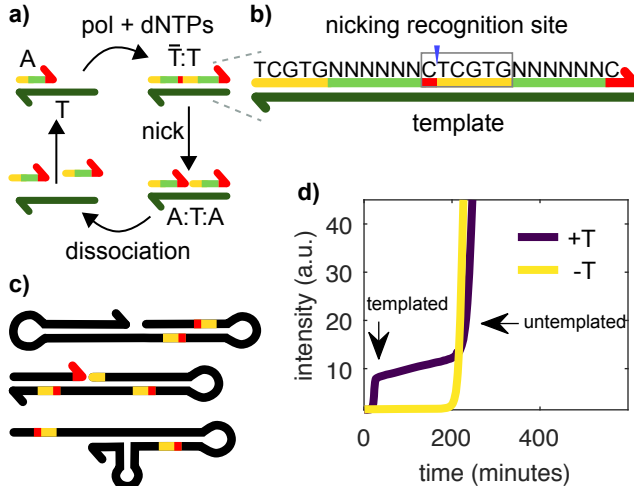 a)
pol + dNTPs
A
T̅:T
T
nick
A:T:A
dissociation
b)
nicking recognition site
TCGTGNNNNNNCTCGTGNNNNNNC
template
c)
d)
intensity (a.u.)
40
30
20
10
0
200
400
time (minutes)
+T
-T
templated
untemplated